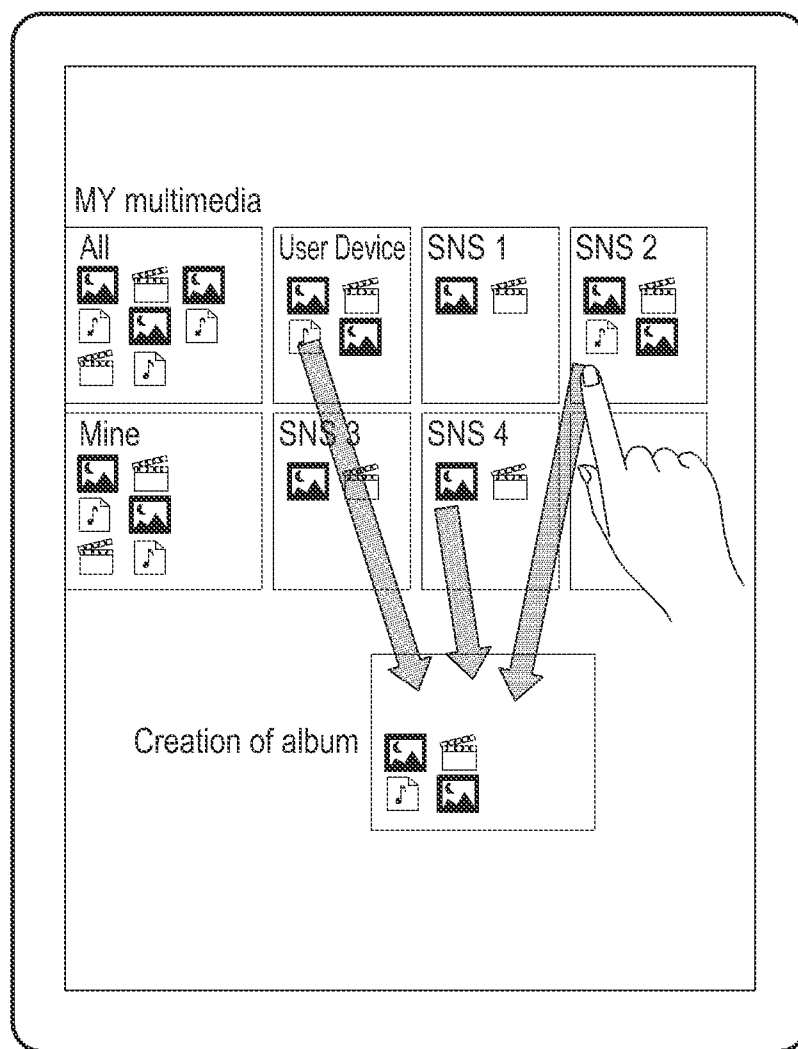 MY multimedia
All
User Device
SNS 1
SNS 2
Mine
SNS 3
SNS 4
Creation of album